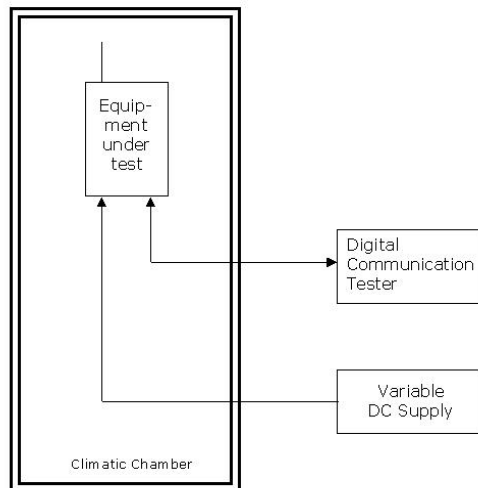 Equip-
ment
under
test
Digital
Communication
Tester
Variable
DC Supply
Climatic Chamber